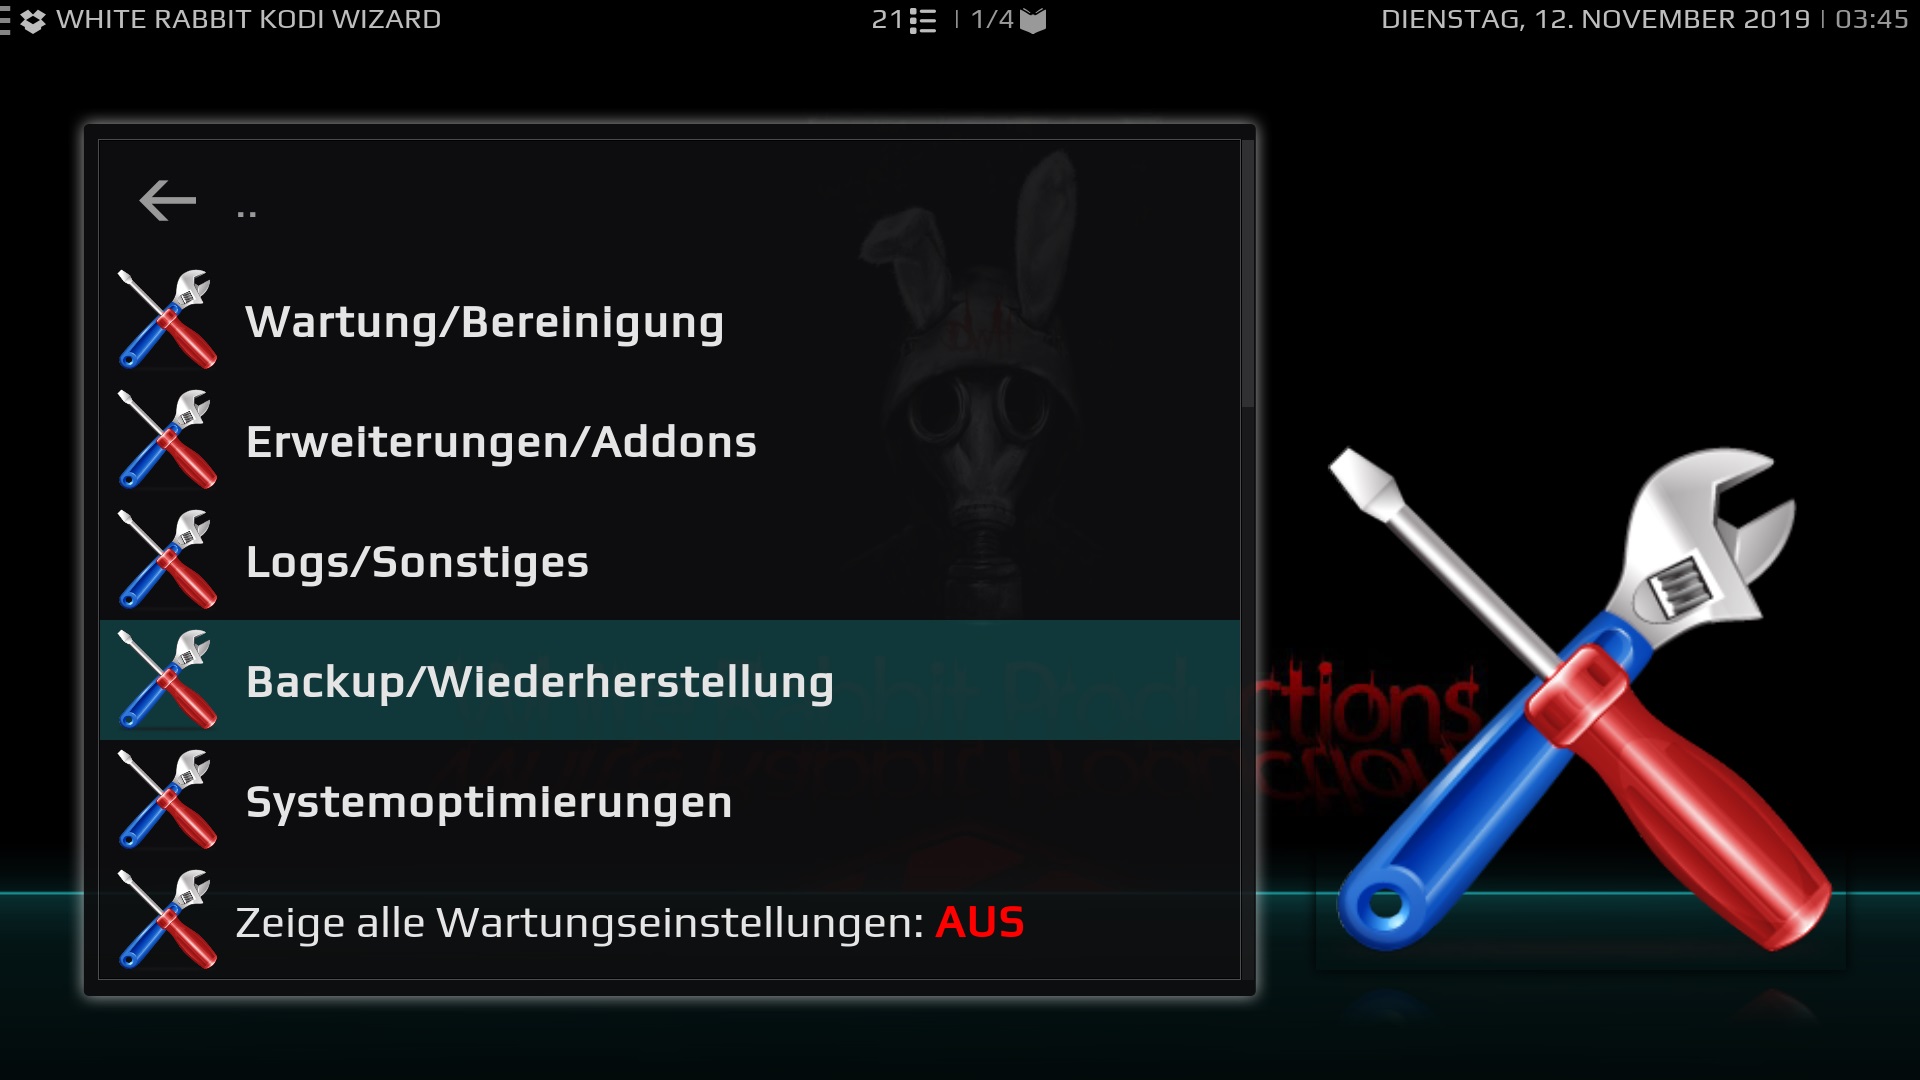 WHITE RABBIT KODI WIZARD
21 | 1/4
DIENSTAG, 12. NOVEMBER 2019 | 03:45
..
Wartung/Bereinigung
Erweiterungen/Addons
Logs/Sonstiges
Backup/Wiederherstellung
ctions
Systemoptimierungen
Zeige alle Wartungseinstellungen: AUS